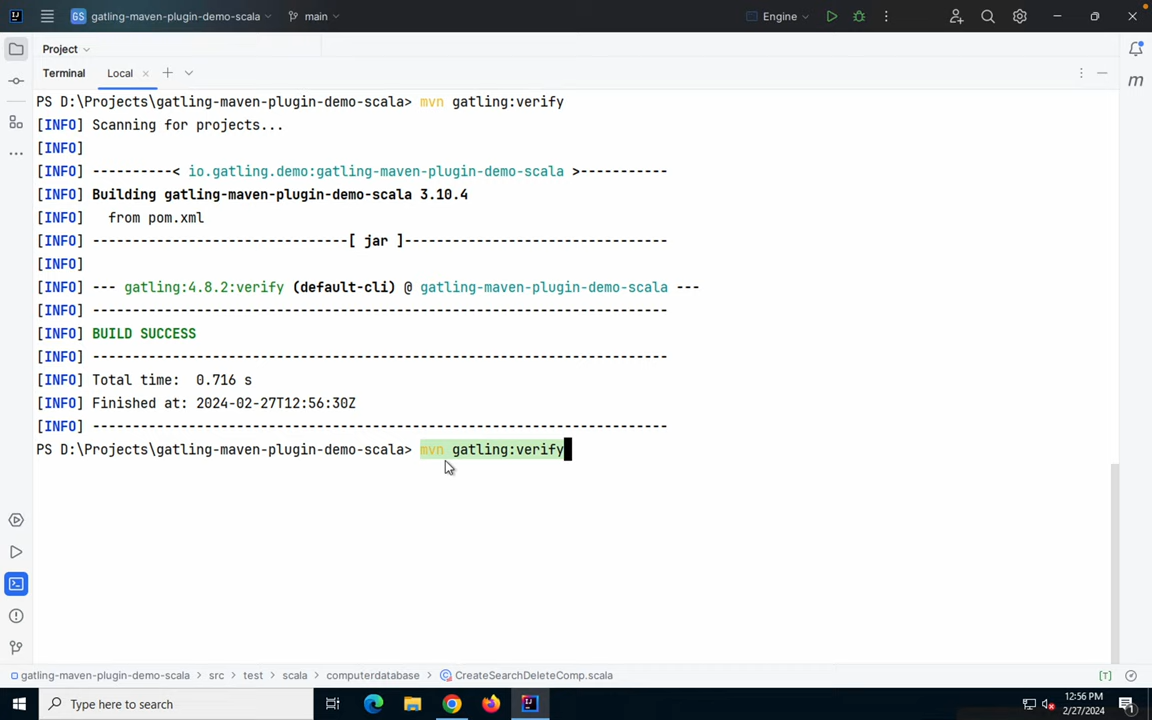 GS gatling-maven-plugin-demo-scala main Engine
Project
Terminal Local
PS D:\Projects\gatling-maven-plugin-demo-scala> mvn gatling:verify
[INFO] Scanning for projects...
[INFO]
[INFO] ----------< io.gatling.demo:gatling-maven-plugin-demo-scala >-----------
[INFO] Building gatling-maven-plugin-demo-scala 3.10.4
[INFO]   from pom.xml
[INFO] --------------------------------[ jar ]---------------------------------
[INFO]
[INFO] --- gatling:4.8.2:verify (default-cli) @ gatling-maven-plugin-demo-scala ---
[INFO] ------------------------------------------------------------------------
[INFO] BUILD SUCCESS
[INFO] ------------------------------------------------------------------------
[INFO] Total time:  0.716 s
[INFO] Finished at: 2024-02-27T12:56:30Z
[INFO] ------------------------------------------------------------------------
PS D:\Projects\gatling-maven-plugin-demo-scala> mvn gatling:verify
gatling-maven-plugin-demo-scala > src > test > scala > computerdatabase > CreateSearchDeleteComp.scala
Type here to search
12:56 PM
2/27/2024